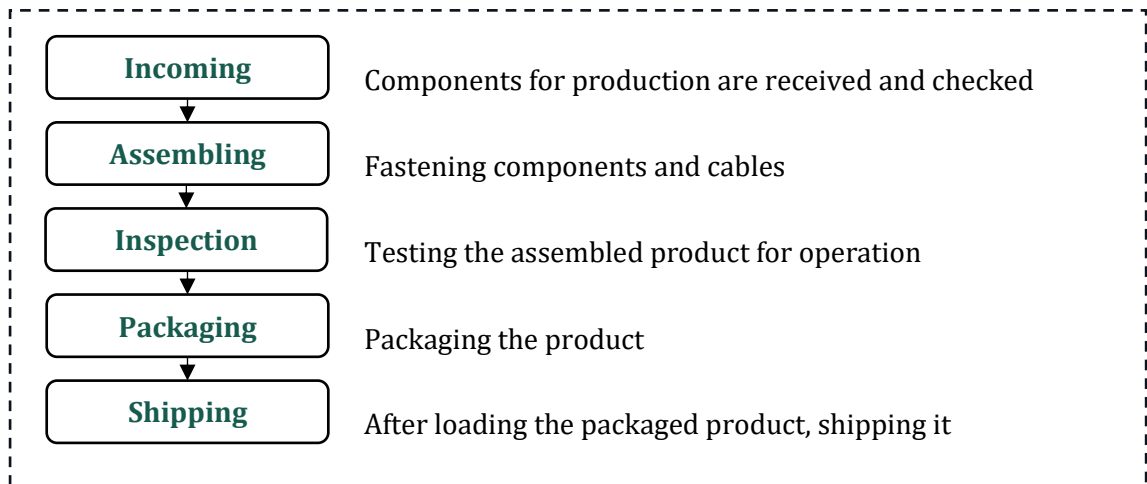 Incoming
Components for production are received and checked
Assembling
Fastening components and cables
Inspection
Testing the assembled product for operation
Packaging
Packaging the product
Shipping
After loading the packaged product, shipping it